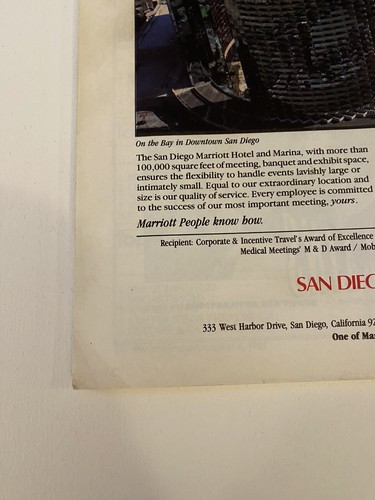 On the Bay in Downtown San Diego
The San Diego Marriott Hotel and Marina, with more than
100,000 square feet of meeting, banquet and exhibit space,
ensures the flexibility to handle events lavishly large or
intimately small. Equal to our extraordinary location and
size is our quality of service. Every employee is committed
to the success of our most important meeting, yours.
Marriott People know how.
Recipient: Corporate & Incentive Travel's Award of Excellence
Medical Meetings' M & D Award / Mob
SAN DIEG
333 West Harbor Drive, San Diego, California 92
One of Mar